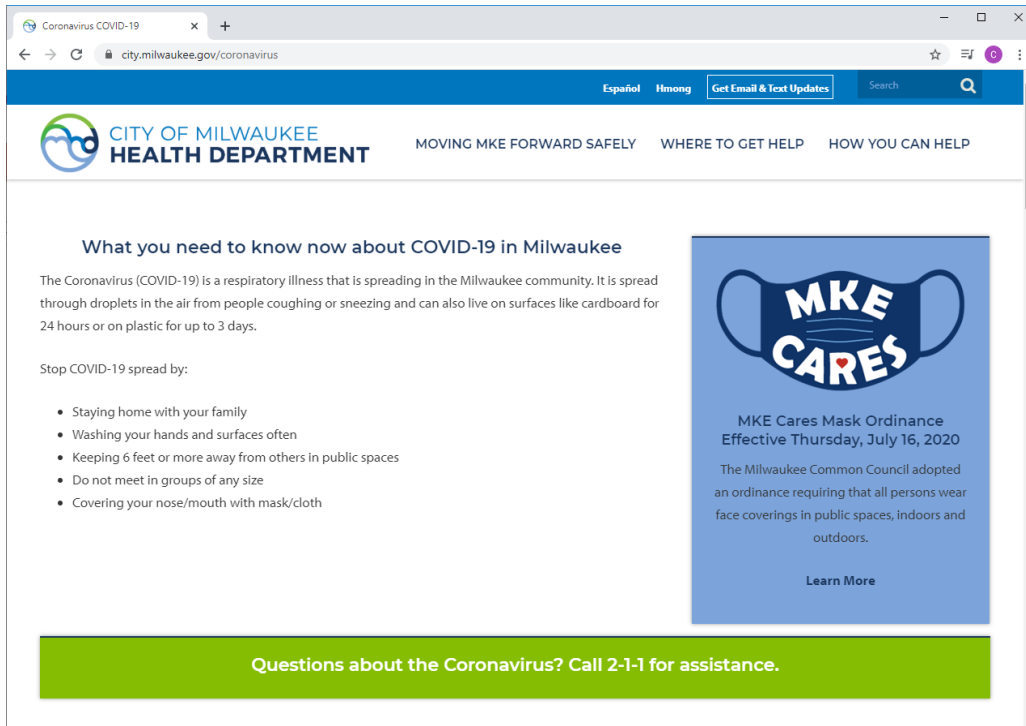 Coronavirus COVID-19
city.milwaukee.gov/coronavirus
C
Español Hmong Get Email & Text Updates Search
CITY OF MILWAUKEE
HEALTH DEPARTMENT
MOVING MKE FORWARD SAFELY WHERE TO GET HELP HOW YOU CAN HELP
What you need to know now about COVID-19 in Milwaukee
The Coronavirus (COVID-19) is a respiratory illness that is spreading in the Milwaukee community. It is spread
through droplets in the air from people coughing or sneezing and can also live on surfaces like cardboard for
24 hours or on plastic for up to 3 days.
Stop COVID-19 spread by:
• Staying home with your family
• Washing your hands and surfaces often
• Keeping 6 feet or more away from others in public spaces
• Do not meet in groups of any size
• Covering your nose/mouth with mask/cloth
MKE
CARES
MKE Cares Mask Ordinance
Effective Thursday, July 16, 2020
The Milwaukee Common Council adopted
an ordinance requiring that all persons wear
face coverings in public spaces, indoors and
outdoors.
Learn More
Questions about the Coronavirus? Call 2-1-1 for assistance.